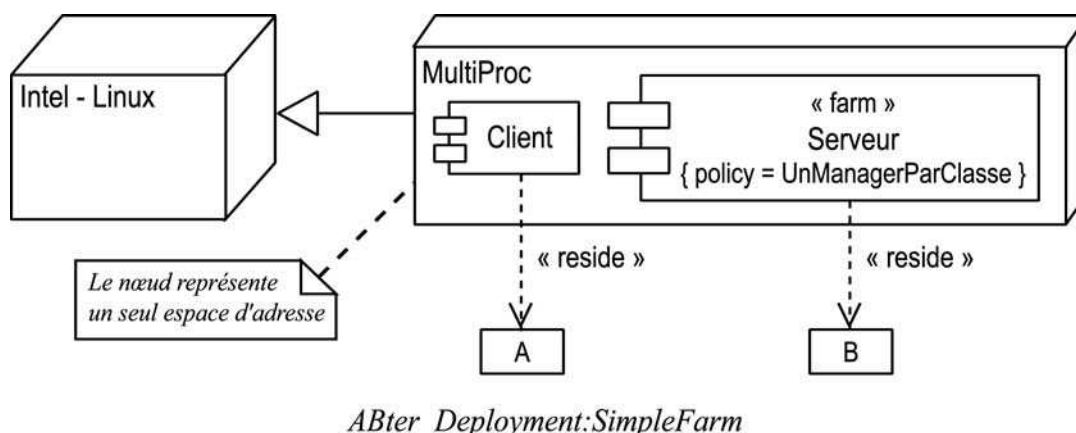 Intel - Linux
MultiProc
Client
« farm »
Serveur
{ policy = UnManagerParClasse }
« reside »
« reside »
Le nœud représente
un seul espace d'adresse
A
B
ABter Deployment:SimpleFarm